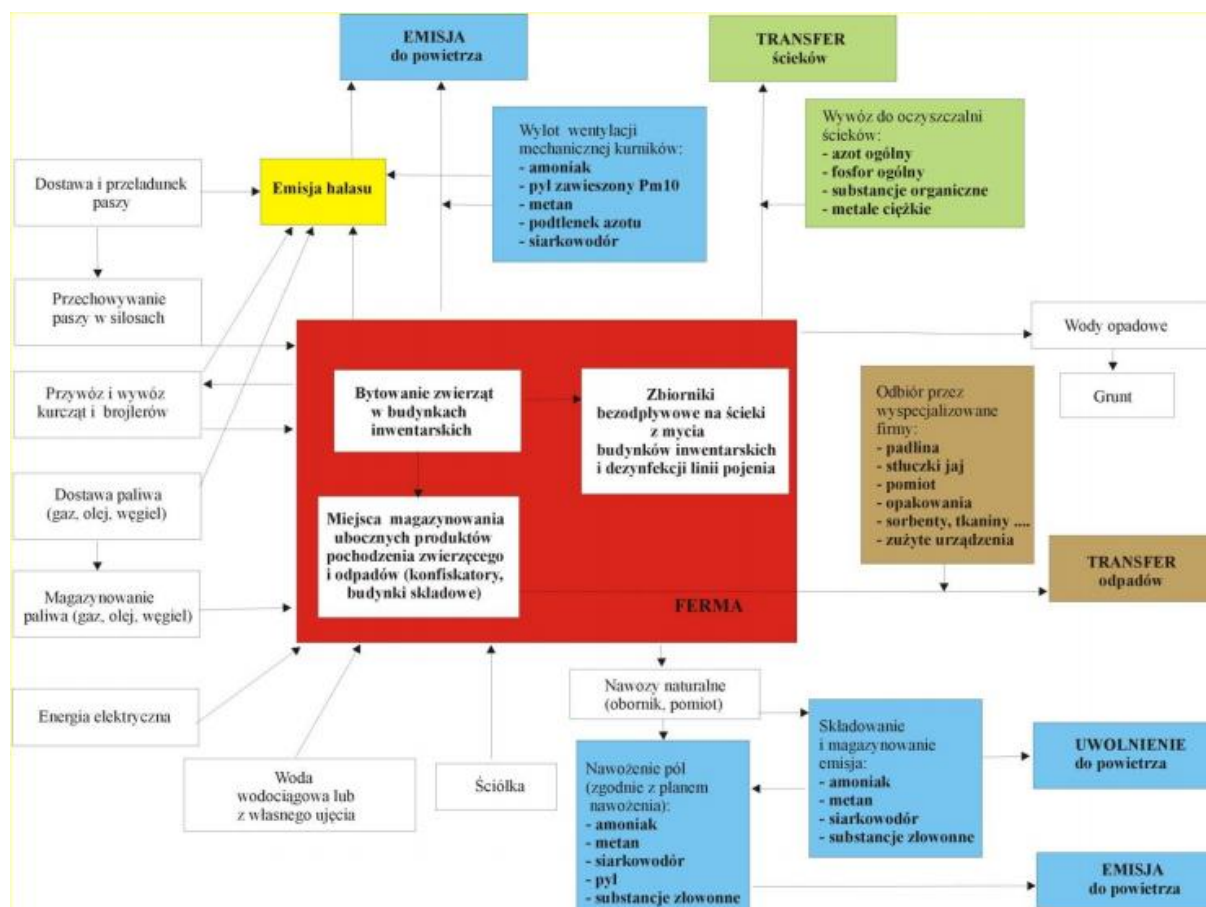 EMISJA
do powietrza
TRANSFER
ścieków
Wylot wentylacji
mechanicznej kurników:
- amoniak
- pył zawieszony Pm10
- metan
- podtlenek azotu
- siarkowodór
Wywóz do oczyszczalni
ścieków:
- azot ogólny
- fosfor ogólny
- substancje organiczne
- metale ciężkie
Dostawa i przeładunek
paszy
Emisja hałasu
Przechowywanie
paszy w silosach
Przywóz i wywóz
kurcząt i brojlerów
Dostawa paliwa
(gaz, olej, węgiel)
Magazynowanie
paliwa (gaz, olej, węgiel)
Energia elektryczna
Woda
wodociągowa lub
z własnego ujęcia
Ściółka
Bytowanie zwierząt
w budynkach
inwentarskich
Zbiorniki
bezodpływowe na ścieki
z mycia
budynków inwentarskich
i dezynfekcji linii pojenia
Miejsca magazynowania
ubocznych produktów
pochodzenia zwierzęcego
i odpadów (konfiskatory,
budynki składowe)
FERMA
Wody opadowe
Grunt
Odbiór przez
wyspecjalizowane
firmy:
- padlina
- stłuczki jaj
- pomiot
- opakowania
- sorbenty, tkaniny ....
- zużyte urządzenia
TRANSFER
odpadów
Nawozy naturalne
(obornik, pomiot)
Nawożenie pól
(zgodnie z planem
nawożenia):
- amoniak
- metan
- siarkowodór
- pył
- substancje złowonne
Składowanie
i magazynowanie
emisja:
- amoniak
- metan
- siarkowodór
- substancje złowonne
UWOLNIENIE
do powietrza
EMISJA
do powietrza